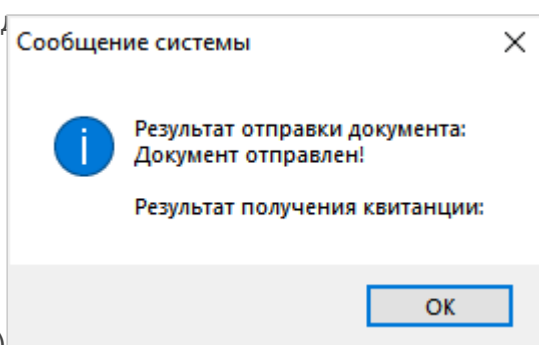 Сообщение системы
Результат отправки документа:
Документ отправлен!
Результат получения квитанции:
OK